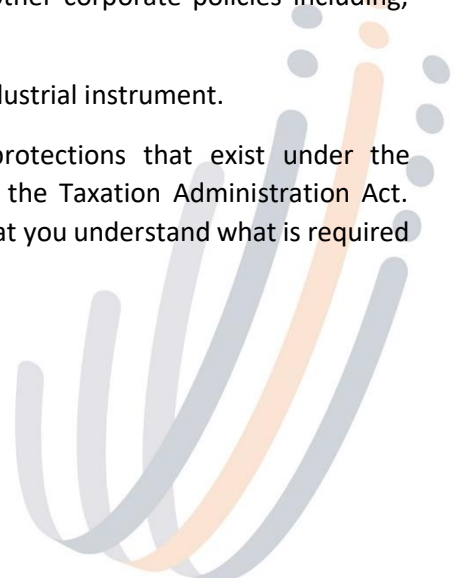 other corporate policies including,
dustrial instrument.
protections that exist under the
the Taxation Administration Act.
at you understand what is required